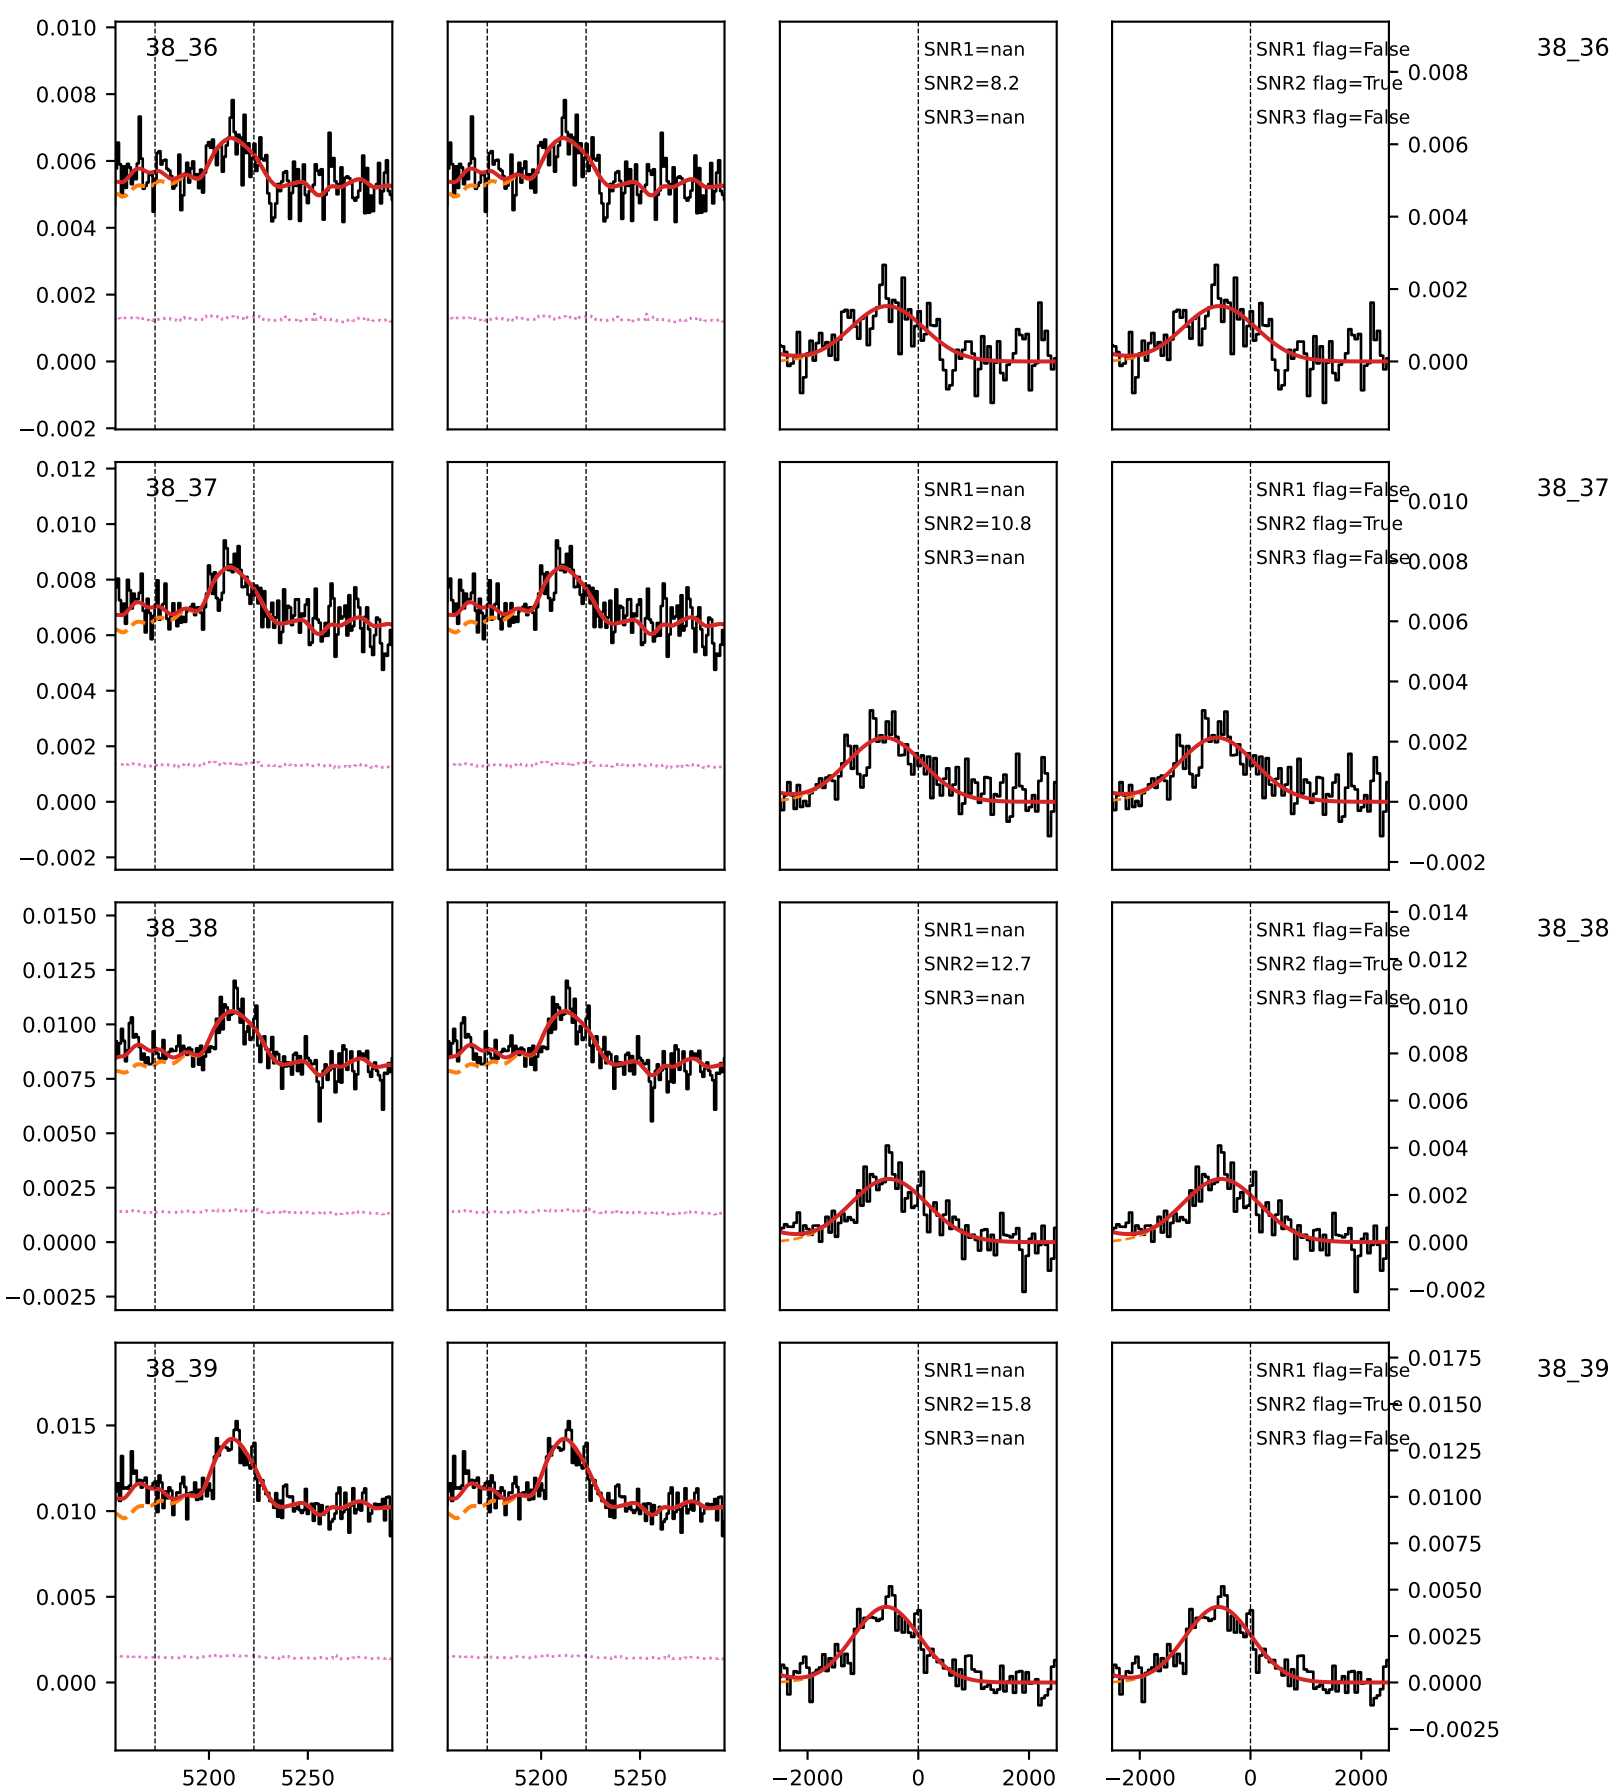 0.010
0.008
0.006
0.004
0.002
0.000
−0.002
38_36
SNR1=nan
SNR2=8.2
SNR3=nan
SNR1 flag=False
SNR2 flag=True
SNR3 flag=False
0.008
0.006
0.004
0.002
0.000
38_36
0.012
0.010
0.008
0.006
0.004
0.002
0.000
−0.002
38_37
SNR1=nan
SNR2=10.8
SNR3=nan
SNR1 flag=False
SNR2 flag=True
SNR3 flag=False
0.010
0.008
0.006
0.004
0.002
0.000
−0.002
38_37
0.0150
0.0125
0.0100
0.0075
0.0050
0.0025
0.0000
−0.0025
38_38
SNR1=nan
SNR2=12.7
SNR3=nan
SNR1 flag=False
SNR2 flag=True
SNR3 flag=False
0.014
0.012
0.010
0.008
0.006
0.004
0.002
0.000
−0.002
38_38
0.015
0.010
0.005
0.000
38_39
SNR1=nan
SNR2=15.8
SNR3=nan
SNR1 flag=False
SNR2 flag=True
SNR3 flag=False
0.0175
0.0150
0.0125
0.0100
0.0075
0.0050
0.0025
0.0000
−0.0025
38_39
5200 5250
5200 5250
−2000 0 2000
−2000 0 2000